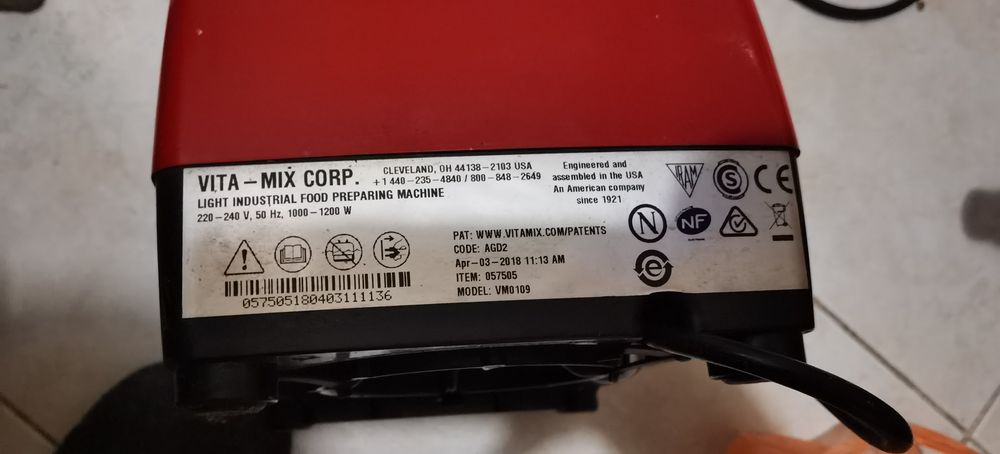 VITA-MIX CORP.
CLEVELAND, OH 44138-2103 USA
+1 440-235-4840 / 800-848-2649
LIGHT INDUSTRIAL FOOD PREPARING MACHINE
220-240 V, 50 Hz, 1000-1200 W
Engineered and
assembled in the USA
An American company
since 1921
PAT: WWW.VITAMIX.COM/PATENTS
CODE: AGD2
Apr-03-2018 11:13 AM
ITEM: 057505
MODEL: VM0109
057505180403111136
IRAM
S
CE
N
NF
e